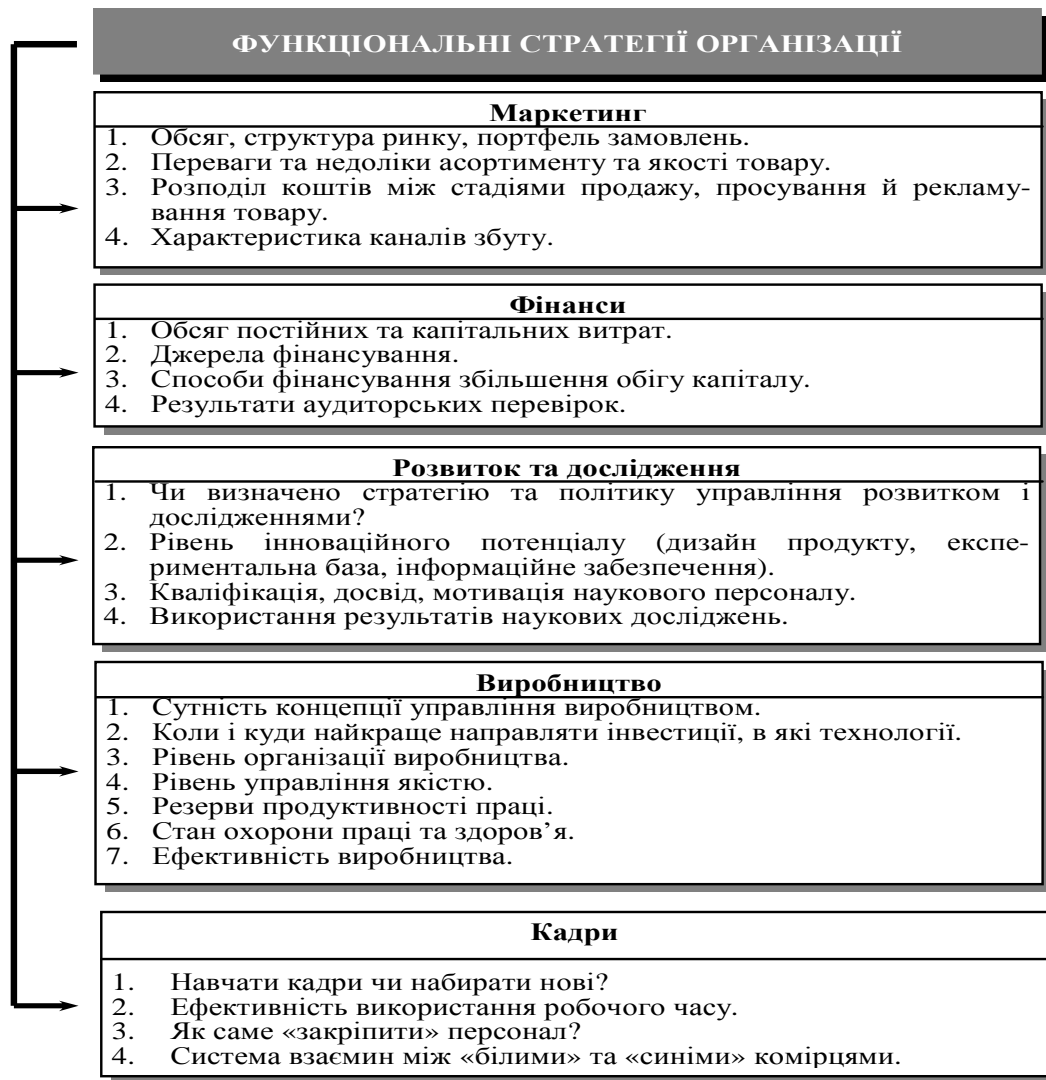 ФУНКЦІОНАЛЬНІ СТРАТЕГІЇ ОРГАНІЗАЦІЇ
Маркетинг
1. Обсяг, структура ринку, портфель замовлень.
2. Переваги та недоліки асортименту та якості товару.
3. Розподіл коштів між стадіями продажу, просування й рекламу-
вання товару.
4. Характеристика каналів збуту.
Фінанси
1. Обсяг постійних та капітальних витрат.
2. Джерела фінансування.
3. Способи фінансування збільшення обігу капіталу.
4. Результати аудиторських перевірок.
Розвиток та дослідження
1. Чи визначено стратегію та політику управління розвитком і
дослідженнями?
2. Рівень інноваційного потенціалу (дизайн продукту, експе-
риментальна база, інформаційне забезпечення).
3. Кваліфікація, досвід, мотивація наукового персоналу.
4. Використання результатів наукових досліджень.
Виробництво
1. Сутність концепції управління виробництвом.
2. Коли і куди найкраще направляти інвестиції, в які технології.
3. Рівень організації виробництва.
4. Рівень управління якістю.
5. Резерви продуктивності праці.
6. Стан охорони праці та здоров’я.
7. Ефективність виробництва.
Кадри
1. Навчати кадри чи набирати нові?
2. Ефективність використання робочого часу.
3. Як саме «закріпити» персонал?
4. Система взаємин між «білими» та «синіми» комірцями.